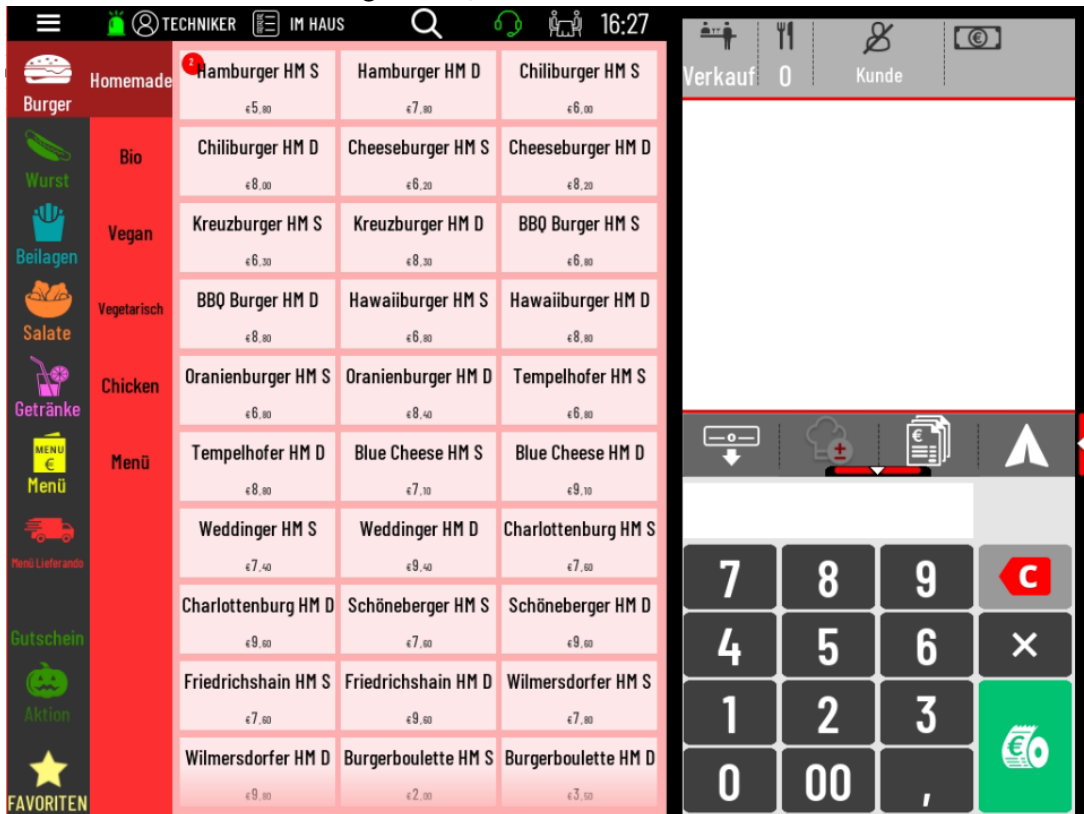 TECHNIKER IM HAUS 16:27
Verkauf 0 Kunde
Burger
Wurst
Beilagen
Salate
Getränke
MENU
€
Menü
Menü Lieferando
Gutschein
Aktion
FAVORITEN
Homemade
Bio
Vegan
Vegetarisch
Chicken
Menü
2
Hamburger HM S Hamburger HM D Chiliburger HM S
€5,80 €7,80 €6,00
Chiliburger HM D Cheeseburger HM S Cheeseburger HM D
€8,00 €6,20 €8,20
Kreuzburger HM S Kreuzburger HM D BBQ Burger HM S
€6,30 €8,30 €6,80
BBQ Burger HM D Hawaiiburger HM S Hawaiiburger HM D
€8,80 €6,80 €8,80
Oranienburger HM S Oranienburger HM D Tempelhofer HM S
€6,80 €8,40 €6,80
Tempelhofer HM D Blue Cheese HM S Blue Cheese HM D
€8,80 €7,10 €9,10
Weddinger HM S Weddinger HM D Charlottenburg HM S
€7,40 €9,40 €7,60
Charlottenburg HM D Schöneberger HM S Schöneberger HM D
€9,60 €7,60 €9,60
Friedrichshain HM S Friedrichshain HM D Wilmersdorfer HM S
€7,60 €9,60 €7,80
Wilmersdorfer HM D Burgerboulette HM S Burgerboulette HM D
€9,80 €2,00 €3,50
7 8 9 C
4 5 6 ×
1 2 3
0 00 , €